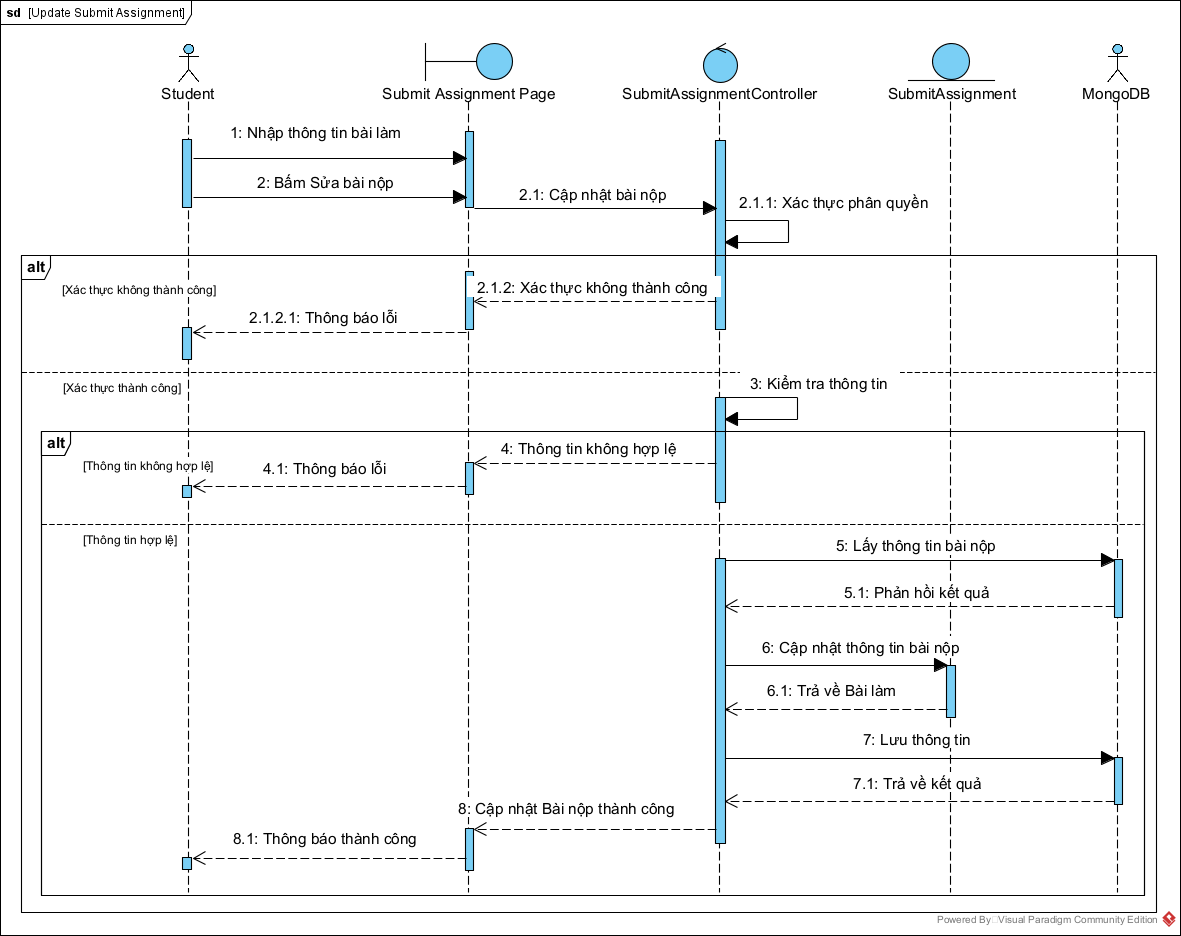 sd [Update Submit Assignment]
Student
Submit Assignment Page
SubmitAssignmentController
SubmitAssignment
MongoDB
1: Nhập thông tin bài làm
2: Bấm Sửa bài nộp
2.1: Cập nhật bài nộp
2.1.1: Xác thực phân quyền
alt
[Xác thực không thành công]
2.1.2: Xác thực không thành công
2.1.2.1: Thông báo lỗi
[Xác thực thành công]
3: Kiểm tra thông tin
alt
[Thông tin không hợp lệ]
4: Thông tin không hợp lệ
4.1: Thông báo lỗi
[Thông tin hợp lệ]
5: Lấy thông tin bài nộp
5.1: Phản hồi kết quả
6: Cập nhật thông tin bài nộp
6.1: Trả về Bài làm
7: Lưu thông tin
7.1: Trả về kết quả
8: Cập nhật Bài nộp thành công
8.1: Thông báo thành công
Powered By Visual Paradigm Community Edition